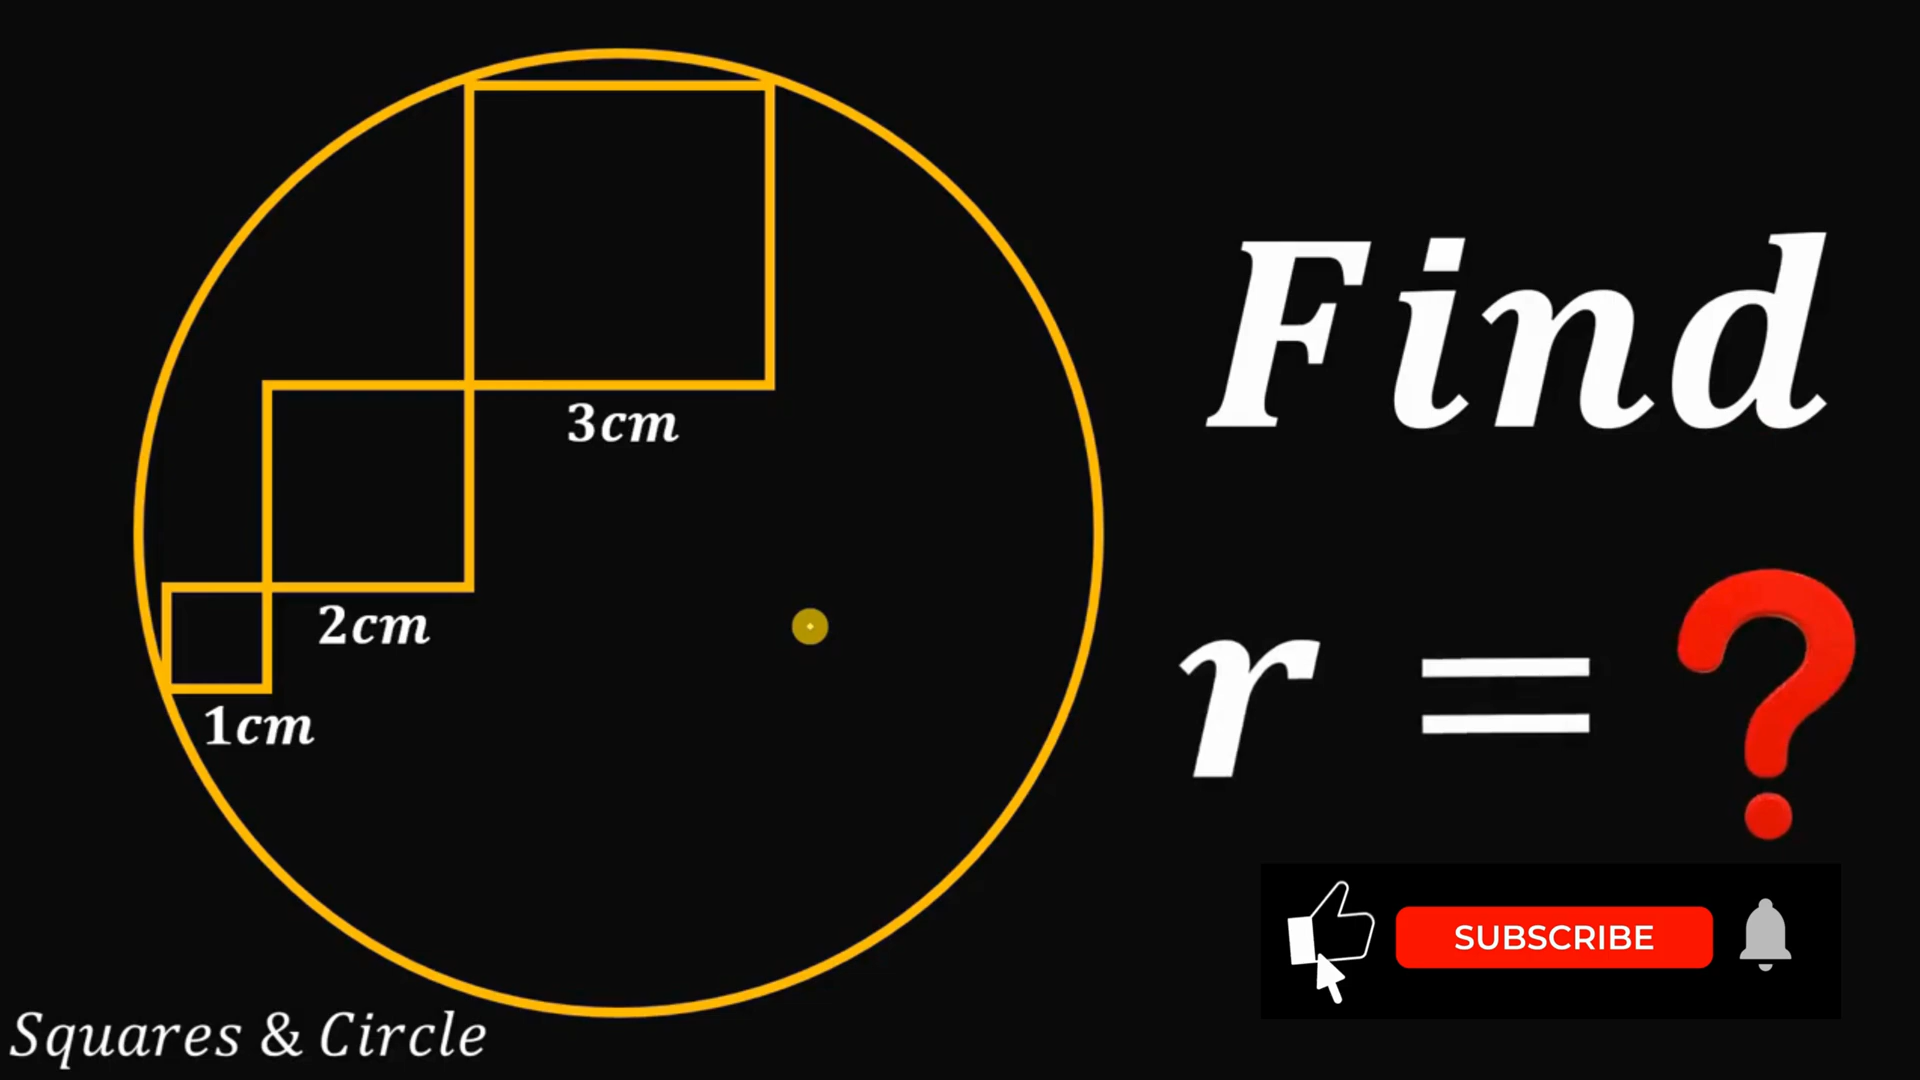 3cm
Find
2cm
r = ?
1cm
SUBSCRIBE
Squares & Circle